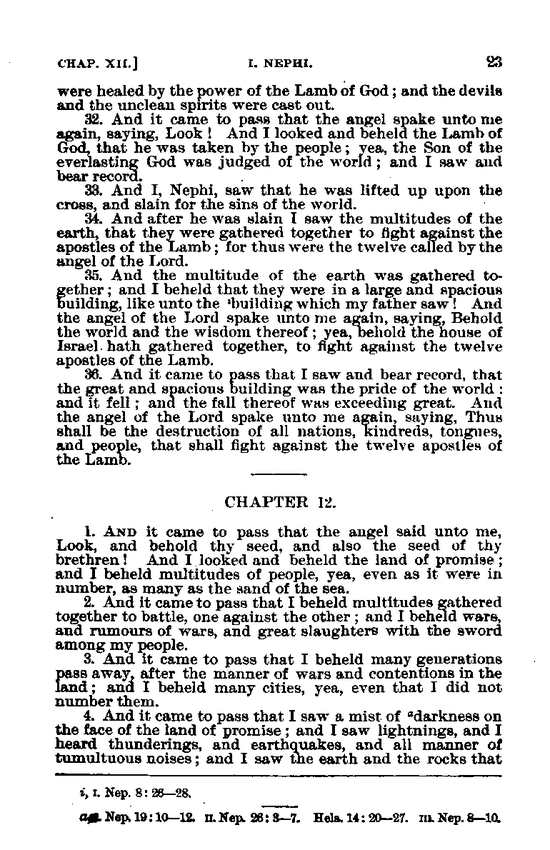 CHAP. XII.] I. NEPHI. 23
were healed by the power of the Lamb of God; and the devils
and the unclean spirits were cast out.
32. And it came to pass that the angel spake unto me
again, saying, Look! And I looked and beheld the Lamb of
God, that he was taken by the people; yea, the Son of the
everlasting God was judged of the world; and I saw and
bear record.
33. And I, Nephi, saw that he was lifted up upon the
cross, and slain for the sins of the world.
34. And after he was slain I saw the multitudes of the
earth, that they were gathered together to fight against the
apostles of the Lamb; for thus were the twelve called by the
angel of the Lord.
35. And the multitude of the earth was gathered to-
gether; and I beheld that they were in a large and spacious
building, like unto the ⁱbuilding which my father saw! And
the angel of the Lord spake unto me again, saying, Behold
the world and the wisdom thereof; yea, behold the house of
Israel hath gathered together, to fight against the twelve
apostles of the Lamb.
36. And it came to pass that I saw and bear record, that
the great and spacious building was the pride of the world:
and it fell; and the fall thereof was exceeding great. And
the angel of the Lord spake unto me again, saying, Thus
shall be the destruction of all nations, kindreds, tongues,
and people, that shall fight against the twelve apostles of
the Lamb.
CHAPTER 12.
1. AND it came to pass that the angel said unto me,
Look, and behold thy seed, and also the seed of thy
brethren! And I looked and beheld the land of promise;
and I beheld multitudes of people, yea, even as it were in
number, as many as the sand of the sea.
2. And it came to pass that I beheld multitudes gathered
together to battle, one against the other; and I beheld wars,
and rumours of wars, and great slaughters with the sword
among my people.
3. And it came to pass that I beheld many generations
pass away, after the manner of wars and contentions in the
land; and I beheld many cities, yea, even that I did not
number them.
4. And it came to pass that I saw a mist of ᵃdarkness on
the face of the land of promise; and I saw lightnings, and I
heard thunderings, and earthquakes, and all manner of
tumultuous noises; and I saw the earth and the rocks that
i, I. Nep. 8: 26—28.
Nep. 19: 10—12. II. Nep. 26: 3—7. Hela. 14: 20—27. III. Nep. 8—10.